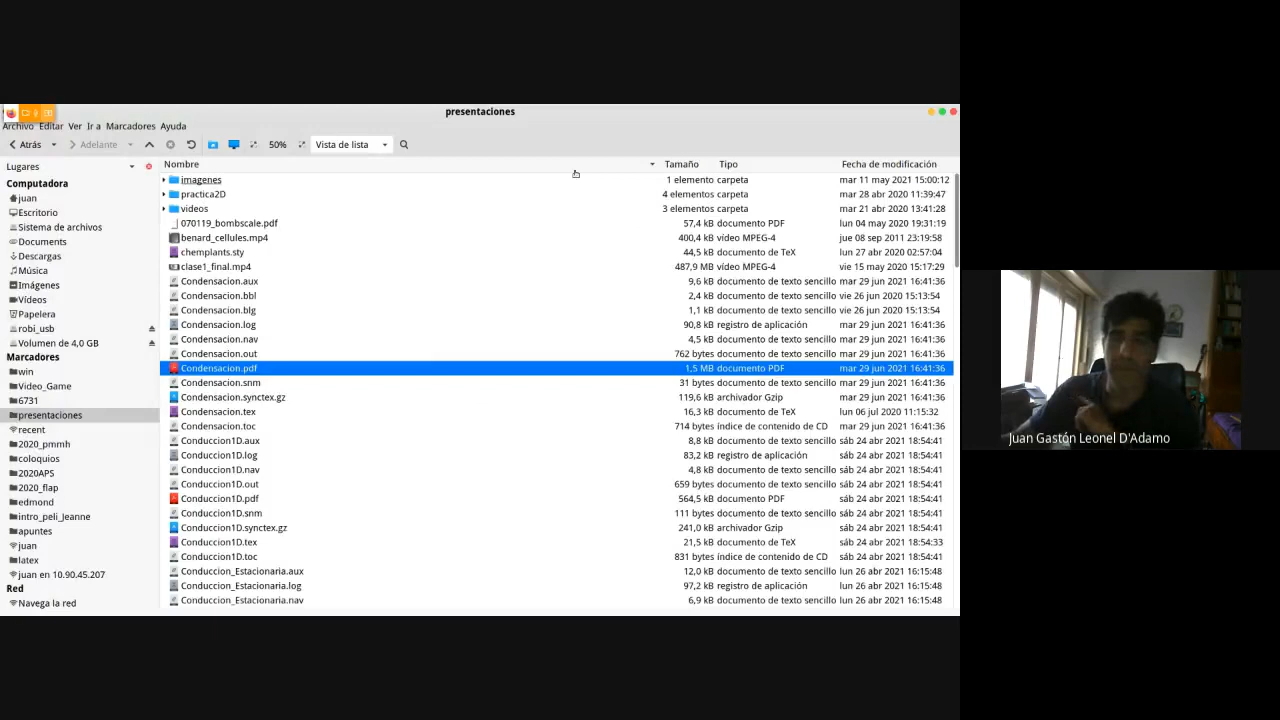 presentaciones
Archivo Editar Ver Ir a Marcadores Ayuda
Atrás Adelante 50% Vista de lista
Lugares
Computadora
juan
Escritorio
Sistema de archivos
Documents
Descargas
Música
Imágenes
Vídeos
Papelera
robi_usb
Volumen de 4,0 GB
Marcadores
win
Video_Game
6731
presentaciones
recent
2020_pmmh
coloquios
2020APS
2020_flap
edmond
intro_peli_Jeanne
apuntes
juan
latex
juan en 10.90.45.207
Red
Navega la red
Nombre Tamaño Tipo Fecha de modificación
imagenes 1 elemento carpeta mar 11 may 2021 15:00:12
practica2D 4 elementos carpeta mar 28 abr 2020 11:39:47
videos 3 elementos carpeta mar 21 abr 2020 13:41:28
070119_bombscale.pdf 57,4 kB documento PDF lun 04 may 2020 19:31:19
benard_cellules.mp4 400,4 kB vídeo MPEG-4 jue 08 sep 2011 23:19:58
chemplants.sty 44,5 kB documento de TeX lun 27 abr 2020 02:57:04
clase1_final.mp4 487,9 MB vídeo MPEG-4 vie 15 may 2020 15:17:29
Condensacion.aux 9,6 kB documento de texto sencillo mar 29 jun 2021 16:41:36
Condensacion.bbl 2,4 kB documento de texto sencillo vie 26 jun 2020 15:13:54
Condensacion.blg 1,1 kB documento de texto sencillo vie 26 jun 2020 15:13:54
Condensacion.log 90,8 kB registro de aplicación mar 29 jun 2021 16:41:36
Condensacion.nav 4,5 kB documento de texto sencillo mar 29 jun 2021 16:41:36
Condensacion.out 762 bytes documento de texto sencillo mar 29 jun 2021 16:41:36
Condensacion.pdf 1,5 MB documento PDF mar 29 jun 2021 16:41:36
Condensacion.snm 31 bytes documento de texto sencillo mar 29 jun 2021 16:41:36
Condensacion.synctex.gz 119,6 kB archivador Gzip mar 29 jun 2021 16:41:36
Condensacion.tex 16,3 kB documento de TeX lun 06 jul 2020 11:15:32
Condensacion.toc 714 bytes índice de contenido de CD mar 29 jun 2021 16:41:36
Conduccion1D.aux 8,8 kB documento de texto sencillo sáb 24 abr 2021 18:54:41
Conduccion1D.log 83,2 kB registro de aplicación sáb 24 abr 2021 18:54:41
Conduccion1D.nav 4,8 kB documento de texto sencillo sáb 24 abr 2021 18:54:41
Conduccion1D.out 659 bytes documento de texto sencillo sáb 24 abr 2021 18:54:41
Conduccion1D.pdf 564,5 kB documento PDF sáb 24 abr 2021 18:54:41
Conduccion1D.snm 111 bytes documento de texto sencillo sáb 24 abr 2021 18:54:41
Conduccion1D.synctex.gz 241,0 kB archivador Gzip sáb 24 abr 2021 18:54:41
Conduccion1D.tex 21,5 kB documento de TeX sáb 24 abr 2021 18:54:33
Conduccion1D.toc 831 bytes índice de contenido de CD sáb 24 abr 2021 18:54:41
Conduccion_Estacionaria.aux 12,0 kB documento de texto sencillo lun 26 abr 2021 16:15:48
Conduccion_Estacionaria.log 97,2 kB registro de aplicación lun 26 abr 2021 16:15:48
Conduccion_Estacionaria.nav 6,9 kB documento de texto sencillo lun 26 abr 2021 16:15:48
Juan Gastón Leonel D'Adamo